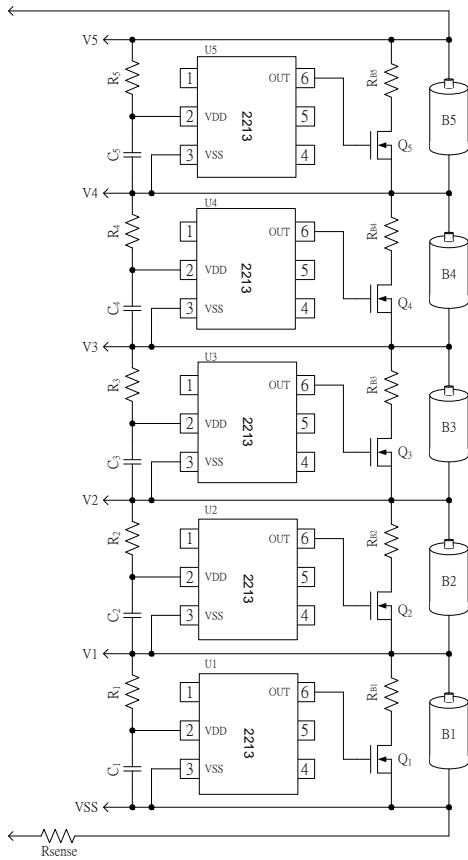 V5
U5
R5
1
OUT
6
RB5
B5
2
VDD
2213
5
C5
3
VSS
4
Q5
V4
U4
R4
1
OUT
6
RB4
B4
2
VDD
2213
5
C4
3
VSS
4
Q4
V3
U3
R3
1
OUT
6
RB3
B3
2
VDD
2213
5
C3
3
VSS
4
Q3
V2
U2
R2
1
OUT
6
RB2
B2
2
VDD
2213
5
C2
3
VSS
4
Q2
V1
U1
R1
1
OUT
6
RB1
B1
2
VDD
2213
5
C1
3
VSS
4
Q1
VSS
Rsense